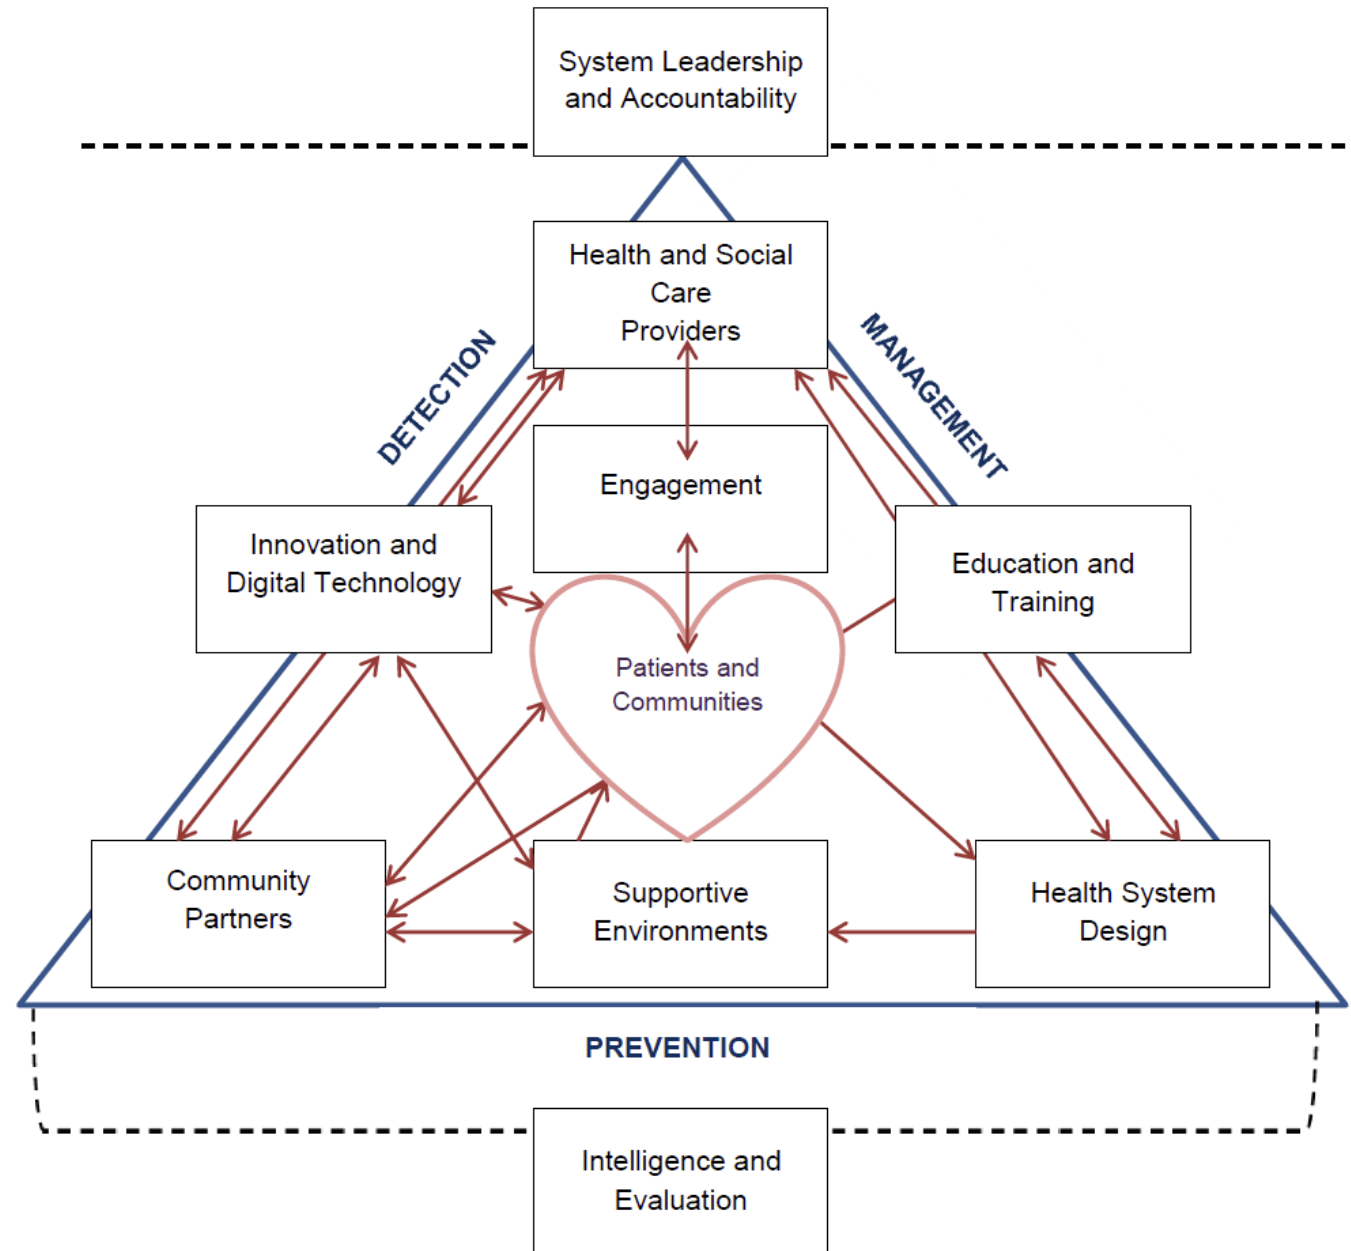 System Leadership
and Accountability
Health and Social
Care
Providers
DETECTION
MANAGEMENT
Engagement
Innovation and
Digital Technology
Education and
Training
Patients and
Communities
Community
Partners
Supportive
Environments
Health System
Design
PREVENTION
Intelligence and
Evaluation